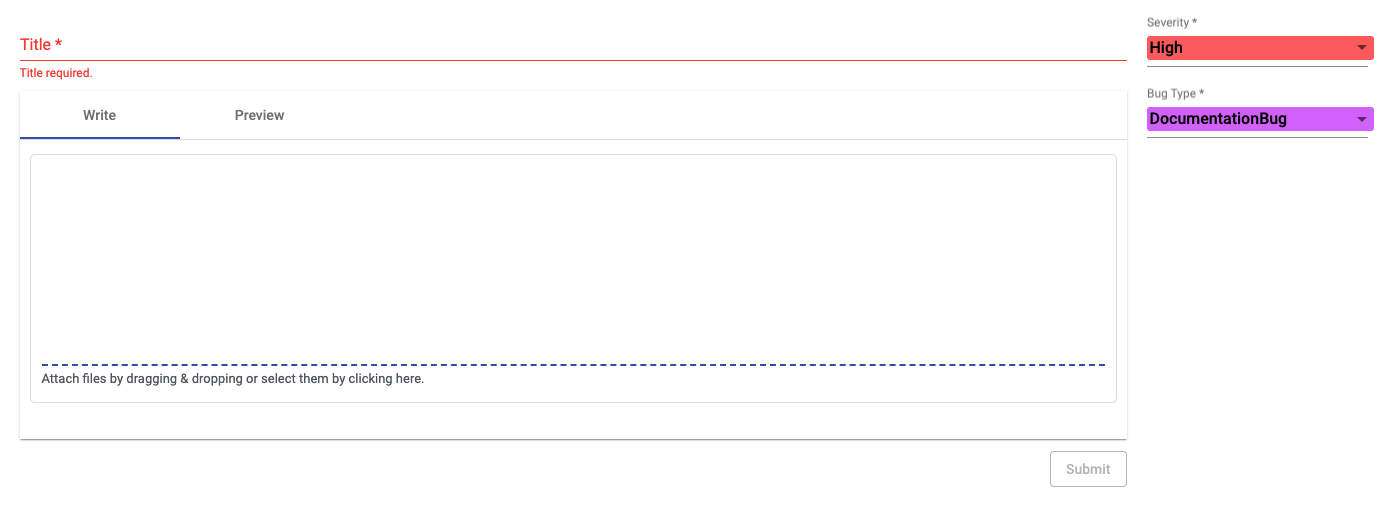 Title *
Title required.
Write
Preview
Attach files by dragging & dropping or select them by clicking here.
Submit
Severity *
High
Bug Type *
DocumentationBug